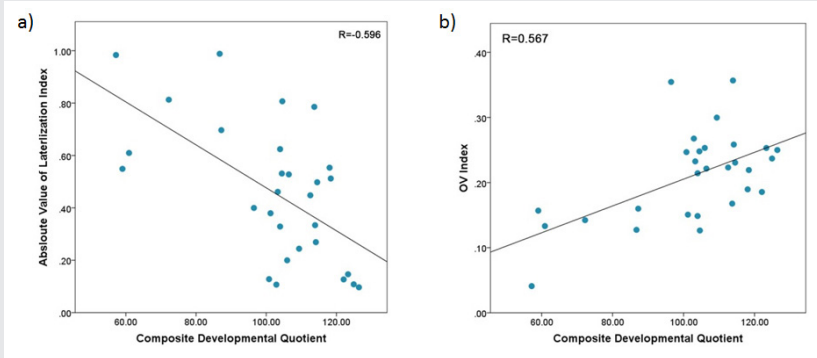 a)
R=-0.596
Absloute Value of Laterlization Index
1.00
.80
.60
.40
.20
.00
60.00 80.00 100.00 120.00
Composite Developmental Quotient
b)
R=0.567
OV Index
.40
.30
.20
.10
.00
60.00 80.00 100.00 120.00
Composite Developmental Quotient